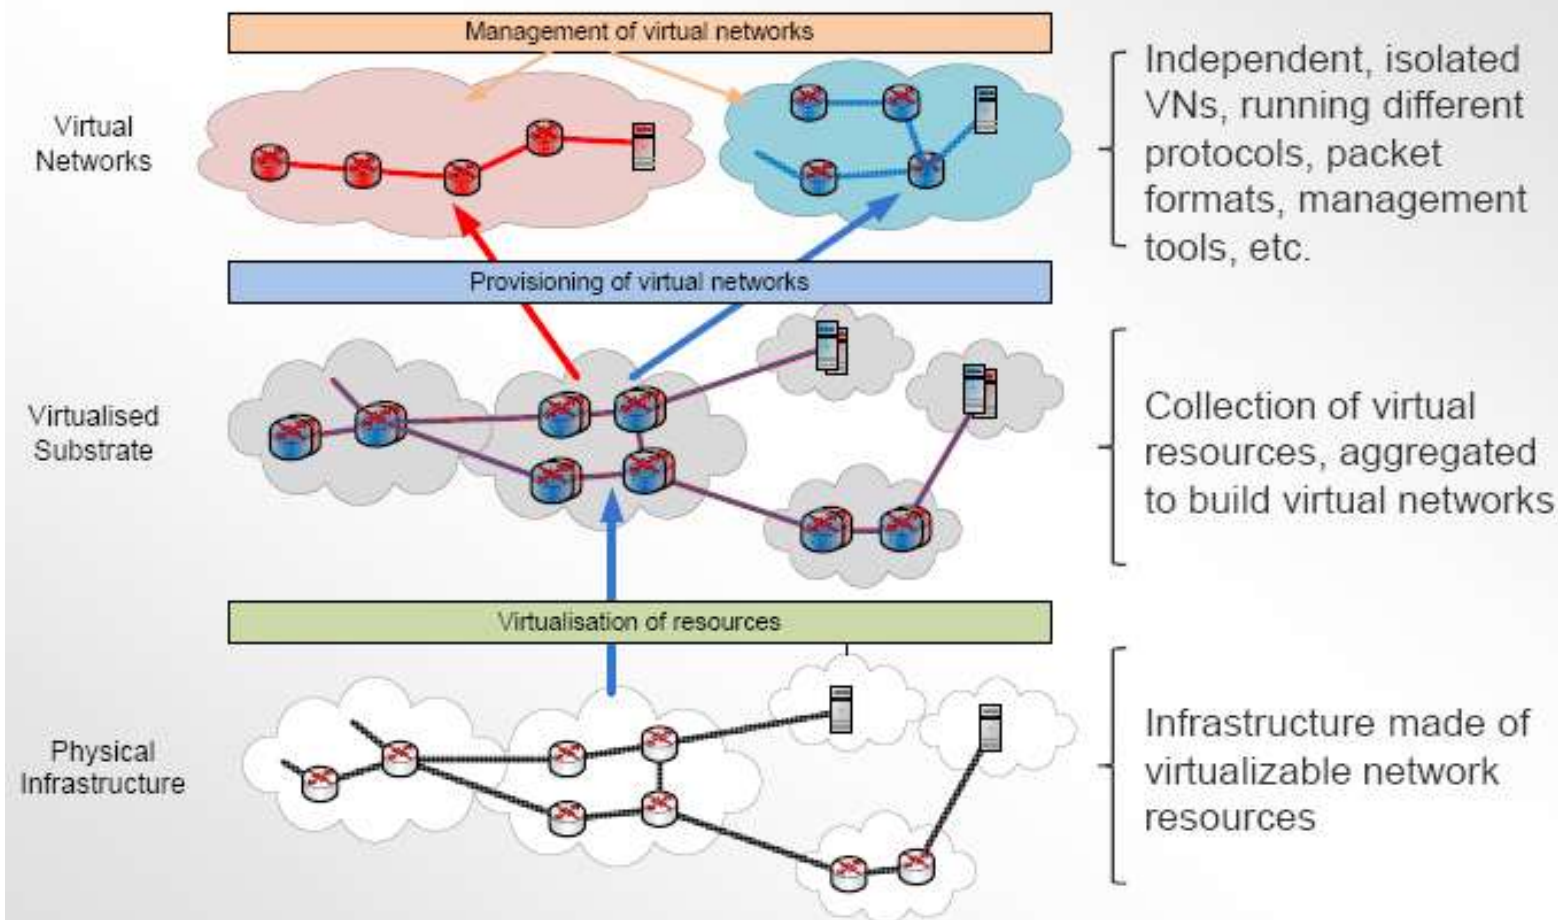 Management of virtual networks
Virtual
Networks
Independent, isolated
VNs, running different
protocols, packet
formats, management
tools, etc.
Provisioning of virtual networks
Virtualised
Substrate
Collection of virtual
resources, aggregated
to build virtual networks
Virtualisation of resources
Physical
Infrastructure
Infrastructure made of
virtualizable network
resources